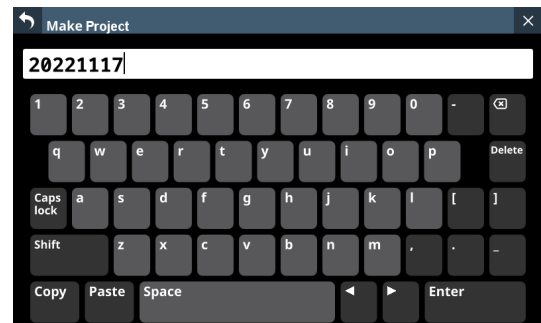 Make Project
20221117
1 2 3 4 5 6 7 8 9 0 -
q w e r t y u i o p Delete
Caps lock a s d f g h j k l [ ]
Shift z x c v b n m , . _
Copy Paste Space Enter